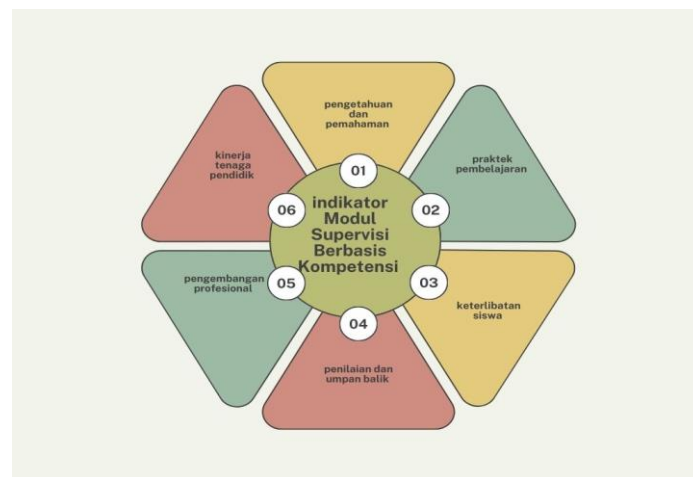 indikator
Modul
Supervisi
Berbasis
Kompetensi
01
pengetahuan
dan
pemahaman
02
praktek
pembelajaran
03
keterlibatan
siswa
04
penilaian dan
umpan balik
05
pengembangan
profesional
06
kinerja
tenaga
pendidik